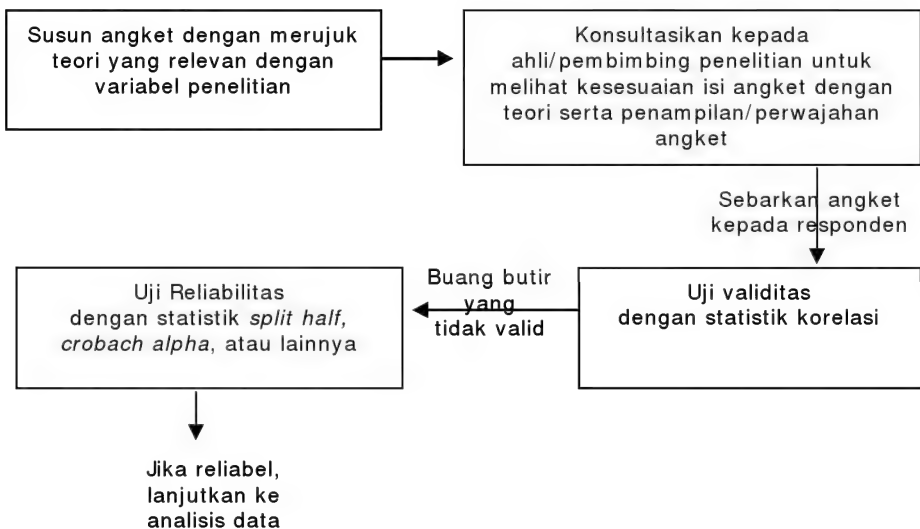 Susun angket dengan merujuk
teori yang relevan dengan
variabel penelitian
Konsultasikan kepada
ahli/pembimbing penelitian untuk
melihat kesesuaian isi angket dengan
teori serta penampilan/perwajahan
angket
Sebarkan angket
kepada responden
Uji validitas
dengan statistik korelasi
Buang butir
yang
tidak valid
Uji Reliabilitas
dengan statistik split half,
crobach alpha, atau lainnya
Jika reliabel,
lanjutkan ke
analisis data